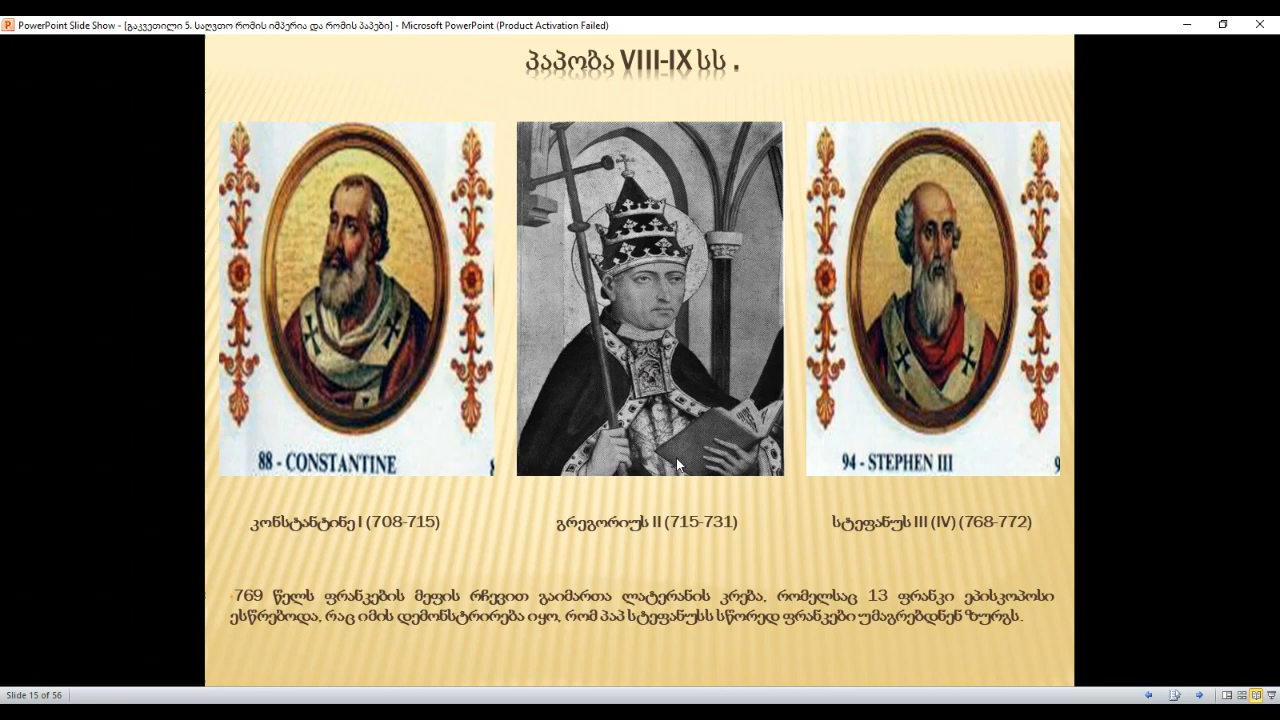 PowerPoint Slide Show - [გაკვეთილი 5. საღვთო რომის იმპერია და რომის პაპები] - Microsoft PowerPoint (Product Activation Failed)
პაპობა VIII-IX სს .
88 - CONSTANTINE
94 - STEPHEN III
9
კონსტანტინე I (708-715)
გრეგორიუს II (715-731)
სტეფანუს III (IV) (768-772)
769 წელს ფრანკების მეფის რჩევით გაიმართა ლატერანის კრება, რომელსაც 13 ფრანკი ეპისკოპოსი
ესწრებოდა, რაც იმის დემონსტრირება იყო, რომ პაპ სტეფანუსს სწორედ ფრანკები უმაგრებდნენ ზურგს.
Slide 15 of 56